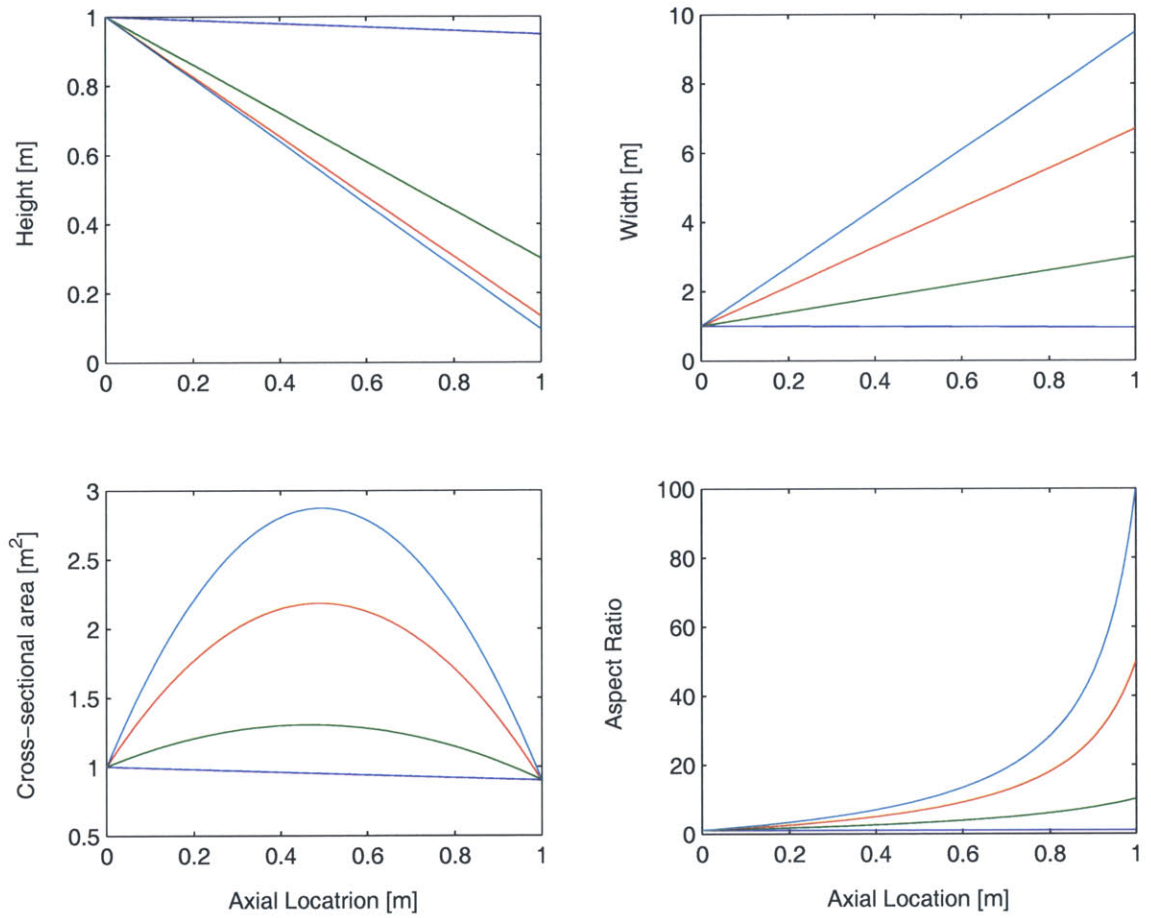 Height [m]
1
0.8
0.6
0.4
0.2
0
0 0.2 0.4 0.6 0.8 1
Width [m]
10
8
6
4
2
0
0 0.2 0.4 0.6 0.8 1
Cross-sectional area [m2]
3
2.5
2
1.5
1
0.5
0 0.2 0.4 0.6 0.8 1
Axial Locatrion [m]
Aspect Ratio
100
80
60
40
20
0
0 0.2 0.4 0.6 0.8 1
Axial Location [m]